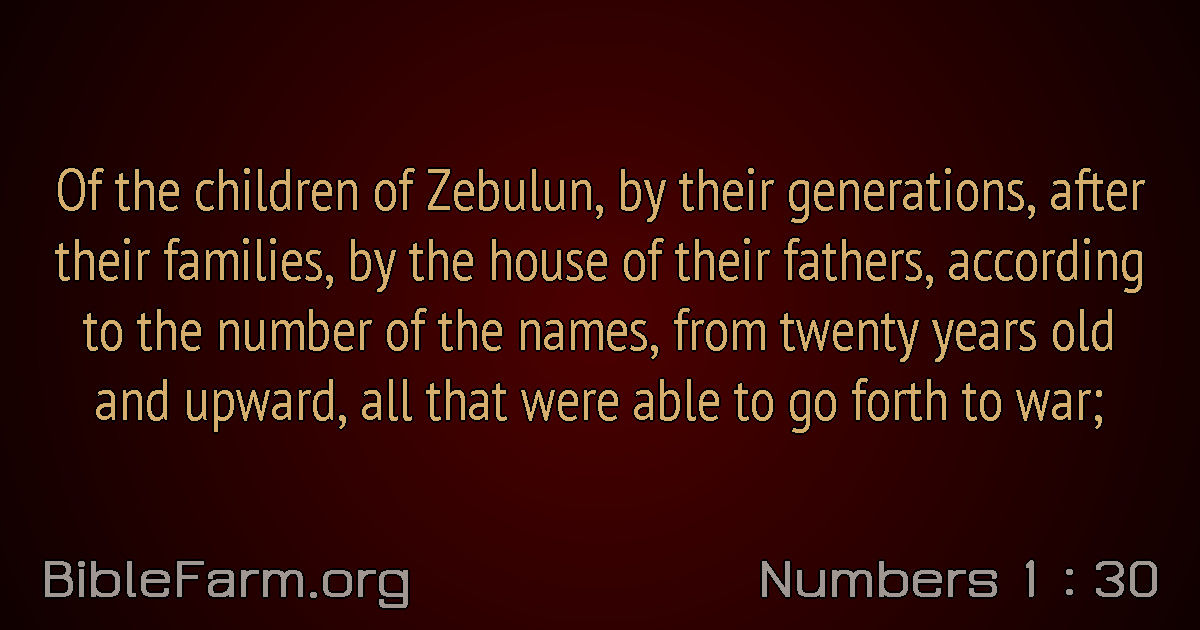 Of the children of Zebulun, by their generations, after
their families, by the house of their fathers, according
to the number of the names, from twenty years old
and upward, all that were able to go forth to war;
BibleFarm.org
Numbers 1 : 30